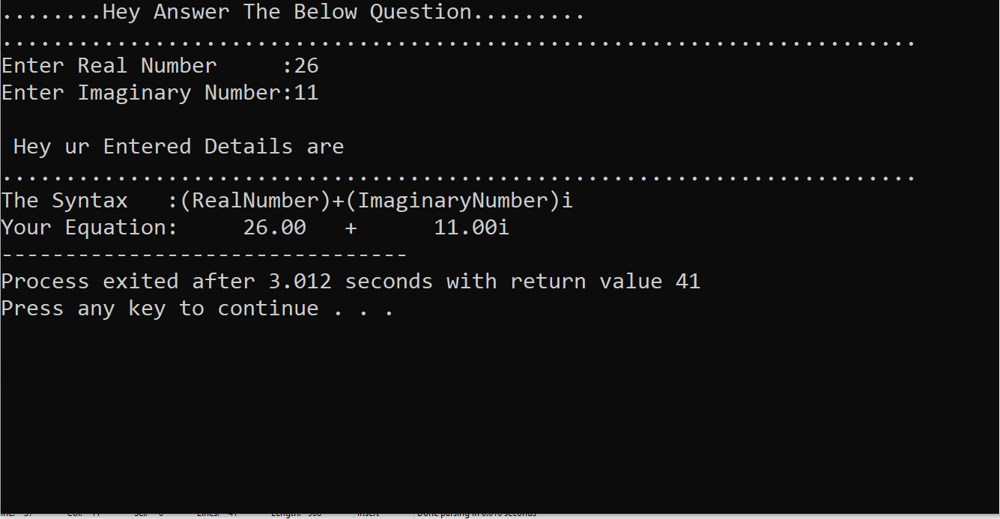 ........Hey Answer The Below Question.........
........................................................................
Enter Real Number     :26
Enter Imaginary Number:11
 Hey ur Entered Details are
........................................................................
The Syntax   :(RealNumber)+(ImaginaryNumber)i
Your Equation:     26.00   +      11.00i
--------------------------------
Process exited after 3.012 seconds with return value 41
Press any key to continue . . .